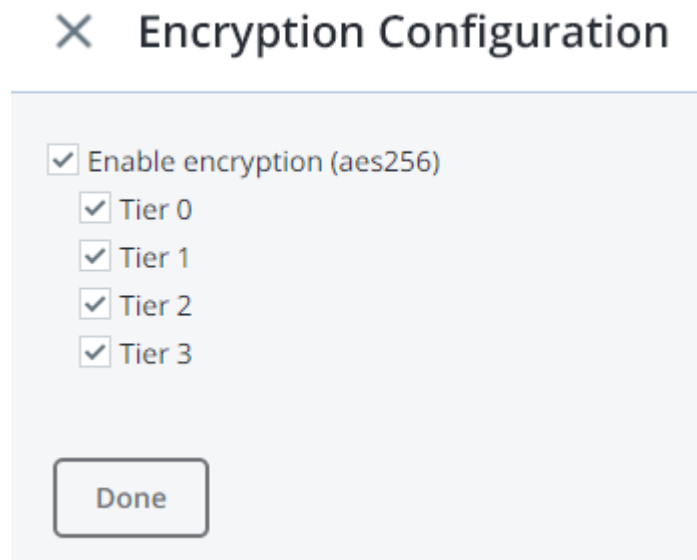 Encryption Configuration
Enable encryption (aes256)
Tier 0
Tier 1
Tier 2
Tier 3
Done